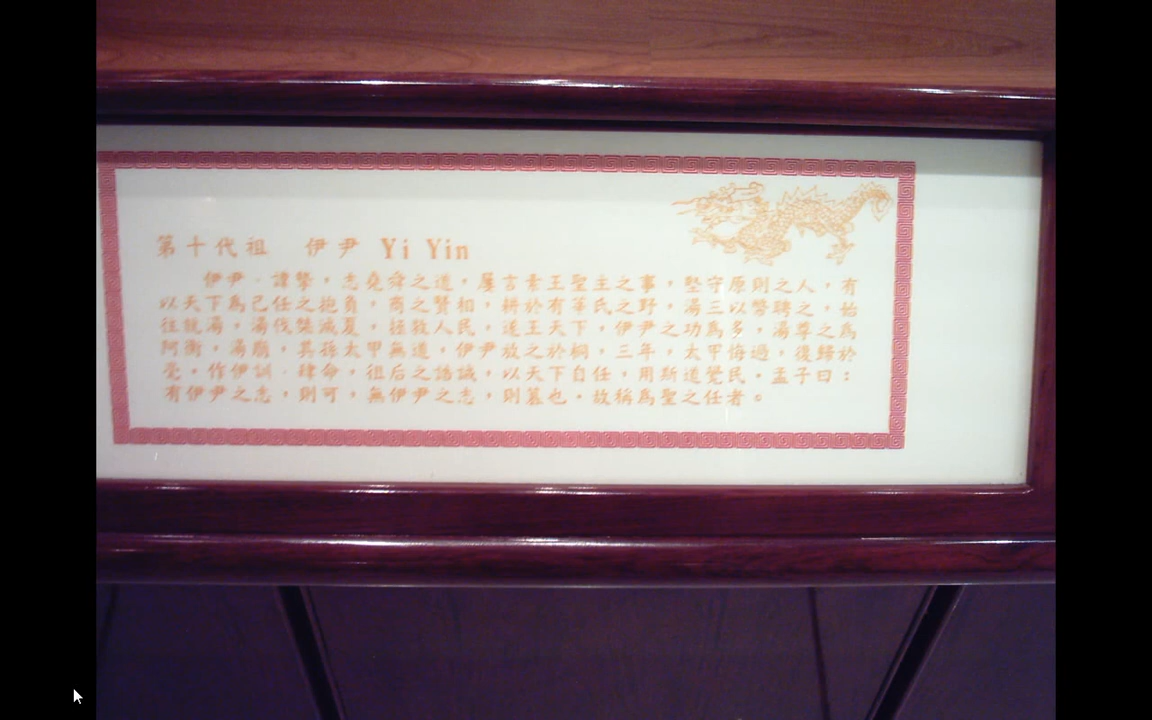 第十代祖 伊尹 Yi Yin
伊尹,諱摯,志堯舜之道,屢言素王聖主之事,堅守原則之人,有
以天下為己任之抱負,商之賢相,耕於有莘氏之野,湯三以幣聘之,始
往就湯,湯伐桀滅夏,拯救人民,遂王天下,伊尹之功為多,湯尊之為
阿衡,湯崩,其孫太甲無道,伊尹放之於桐,三年,太甲悔過,復歸於
亳,作伊訓、肆命,徂后之誥誡,以天下自任,用斯道覺民。孟子曰:
有伊尹之志,則可,無伊尹之志,則篡也。故稱為聖之任者。